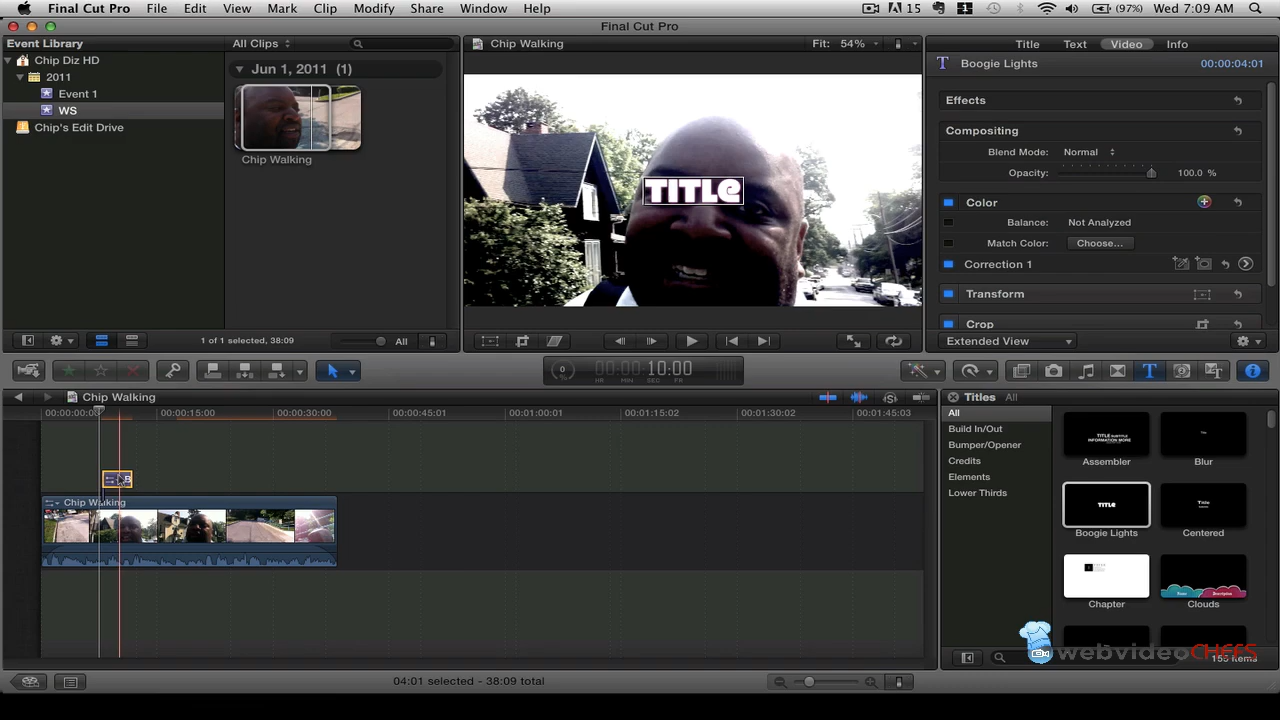 Final Cut Pro File Edit View Mark Clip Modify Share Window Help 15 1 (97%) Wed 7:09 AM
Final Cut Pro
Event Library All Clips Chip Walking Fit: 54% Title Text Video Info
Chip Diz HD
2011
Event 1
WS
Chip's Edit Drive
Jun 1, 2011 (1)
Chip Walking
TITLE
Boogie Lights 00:00:04:01
Effects
Compositing
Blend Mode: Normal
Opacity: 100.0 %
Color
Balance: Not Analyzed
Match Color: Choose...
Correction 1
Transform
Crop
1 of 1 selected, 38:09 All Extended View
00:00:00 10:00
HR MIN SEC FR
Chip Walking
00:00:00:00 00:00:15:00 00:00:30:00 00:00:45:01 00:01:00:01 00:01:15:02 00:01:30:02 00:01:45:03
B
Chip Walking
Titles All
All
Build In/Out
Bumper/Opener
Credits
Elements
Lower Thirds
Assembler Blur
TITLE
Title
Boogie Lights Centered
Chapter Clouds
webvideoCHEFS
155 items
04:01 selected - 38:09 total